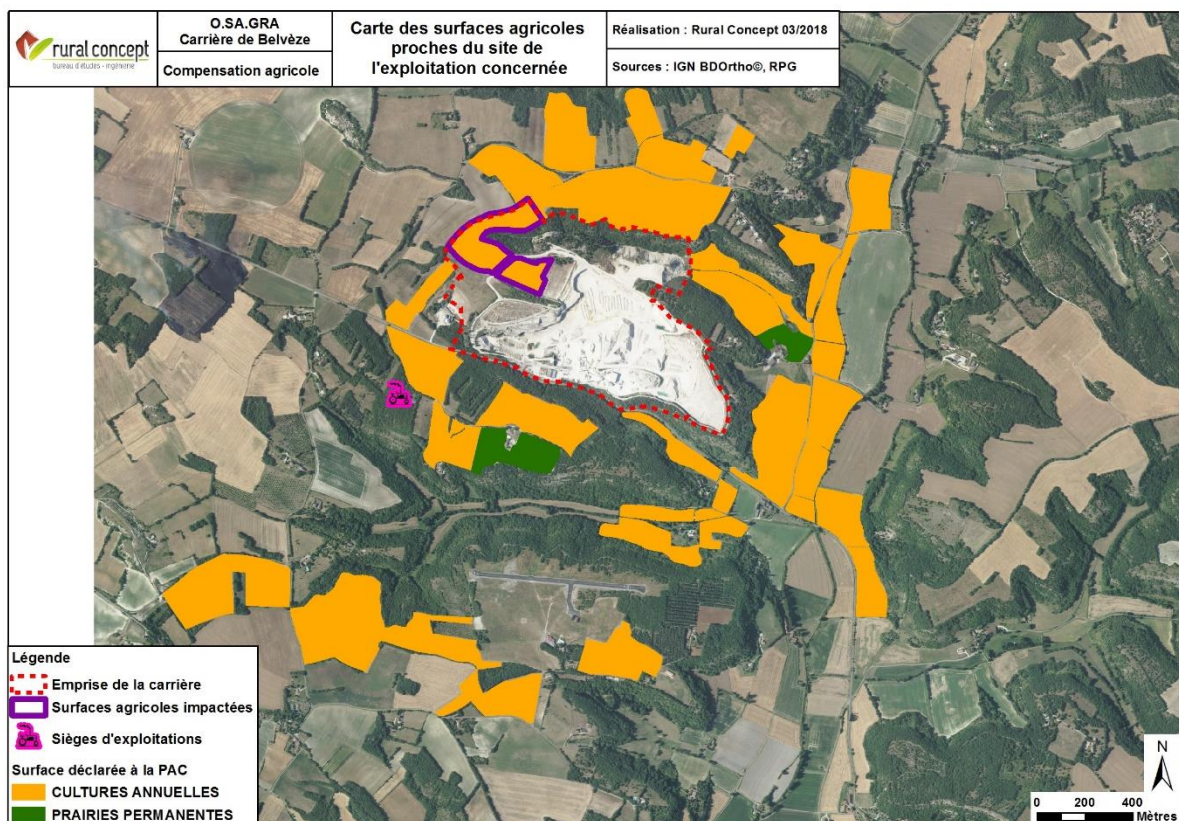 rural concept
bureau d'études - ingénierie
O.SA.GRA
Carrière de Belvèze
Compensation agricole
Carte des surfaces agricoles
proches du site de
l'exploitation concernée
Réalisation : Rural Concept 03/2018
Sources : IGN BDOrtho©, RPG
Légende
Emprise de la carrière
Surfaces agricoles impactées
Sièges d'exploitations
Surface déclarée à la PAC
CULTURES ANNUELLES
PRAIRIES PERMANENTES
N
0 200 400
Mètres